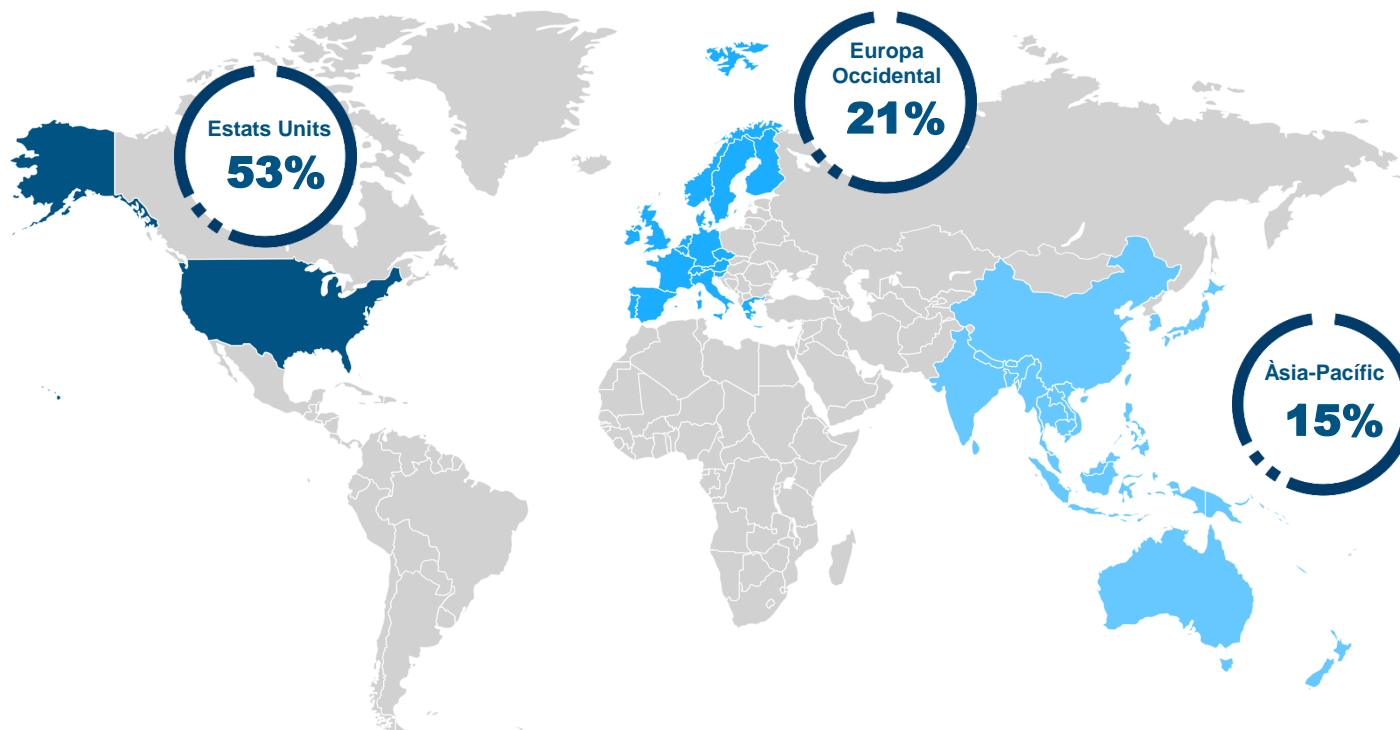 Estats Units
53%
Europa
Occidental
21%
Àsia-Pacífic
15%